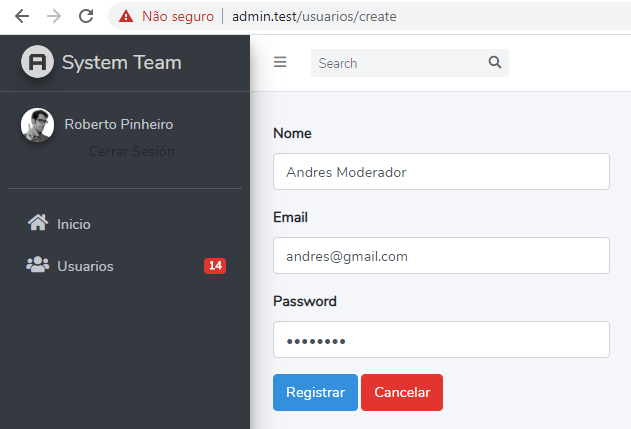 Não seguro | admin.test/usuarios/create
System Team
Search
Roberto Pinheiro
Cerrar Sesión
Inicio
Usuarios 14
Nome
Andres Moderador
Email
andres@gmail.com
Password
••••••••
Registrar Cancelar